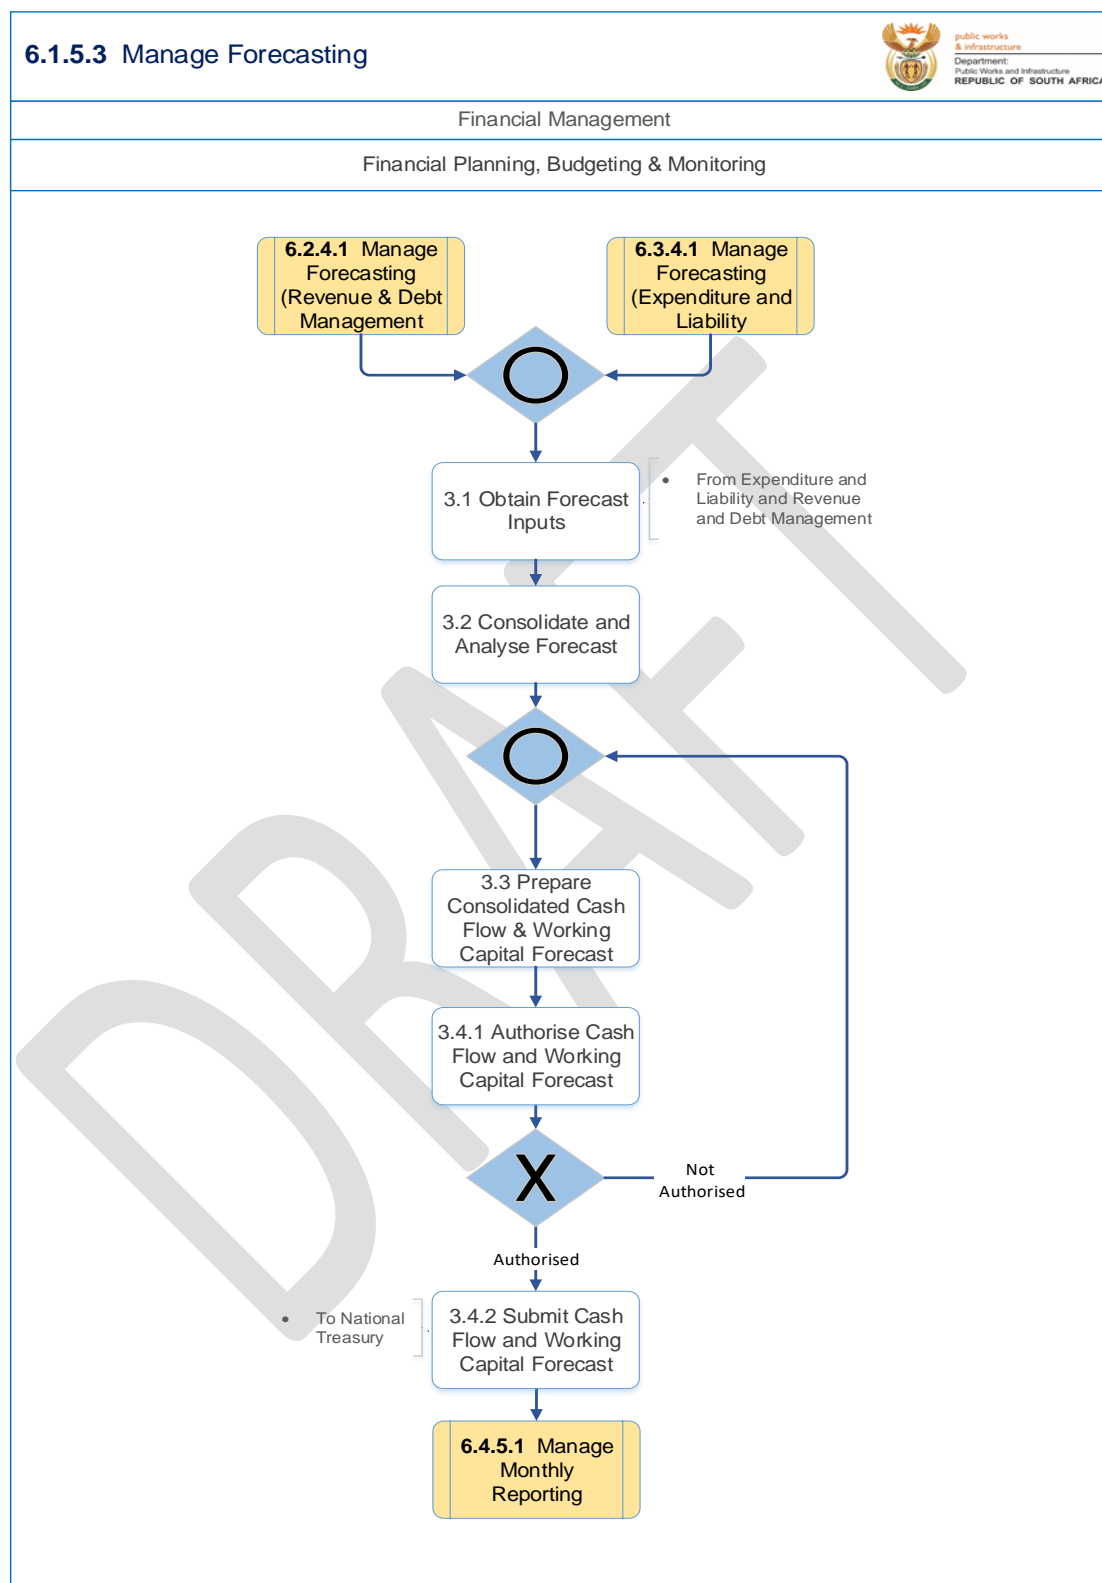 6.1.5.3 Manage Forecasting
public works
& infrastructure
Department:
Public Works and Infrastructure
REPUBLIC OF SOUTH AFRICA
Financial Management
Financial Planning, Budgeting & Monitoring
6.2.4.1 Manage
Forecasting
(Revenue & Debt
Management
6.3.4.1 Manage
Forecasting
(Expenditure and
Liability
3.1 Obtain Forecast
Inputs
• From Expenditure and
Liability and Revenue
and Debt Management
3.2 Consolidate and
Analyse Forecast
3.3 Prepare
Consolidated Cash
Flow & Working
Capital Forecast
3.4.1 Authorise Cash
Flow and Working
Capital Forecast
X
Not
Authorised
Authorised
• To National
Treasury
3.4.2 Submit Cash
Flow and Working
Capital Forecast
6.4.5.1 Manage
Monthly
Reporting
DRAFT